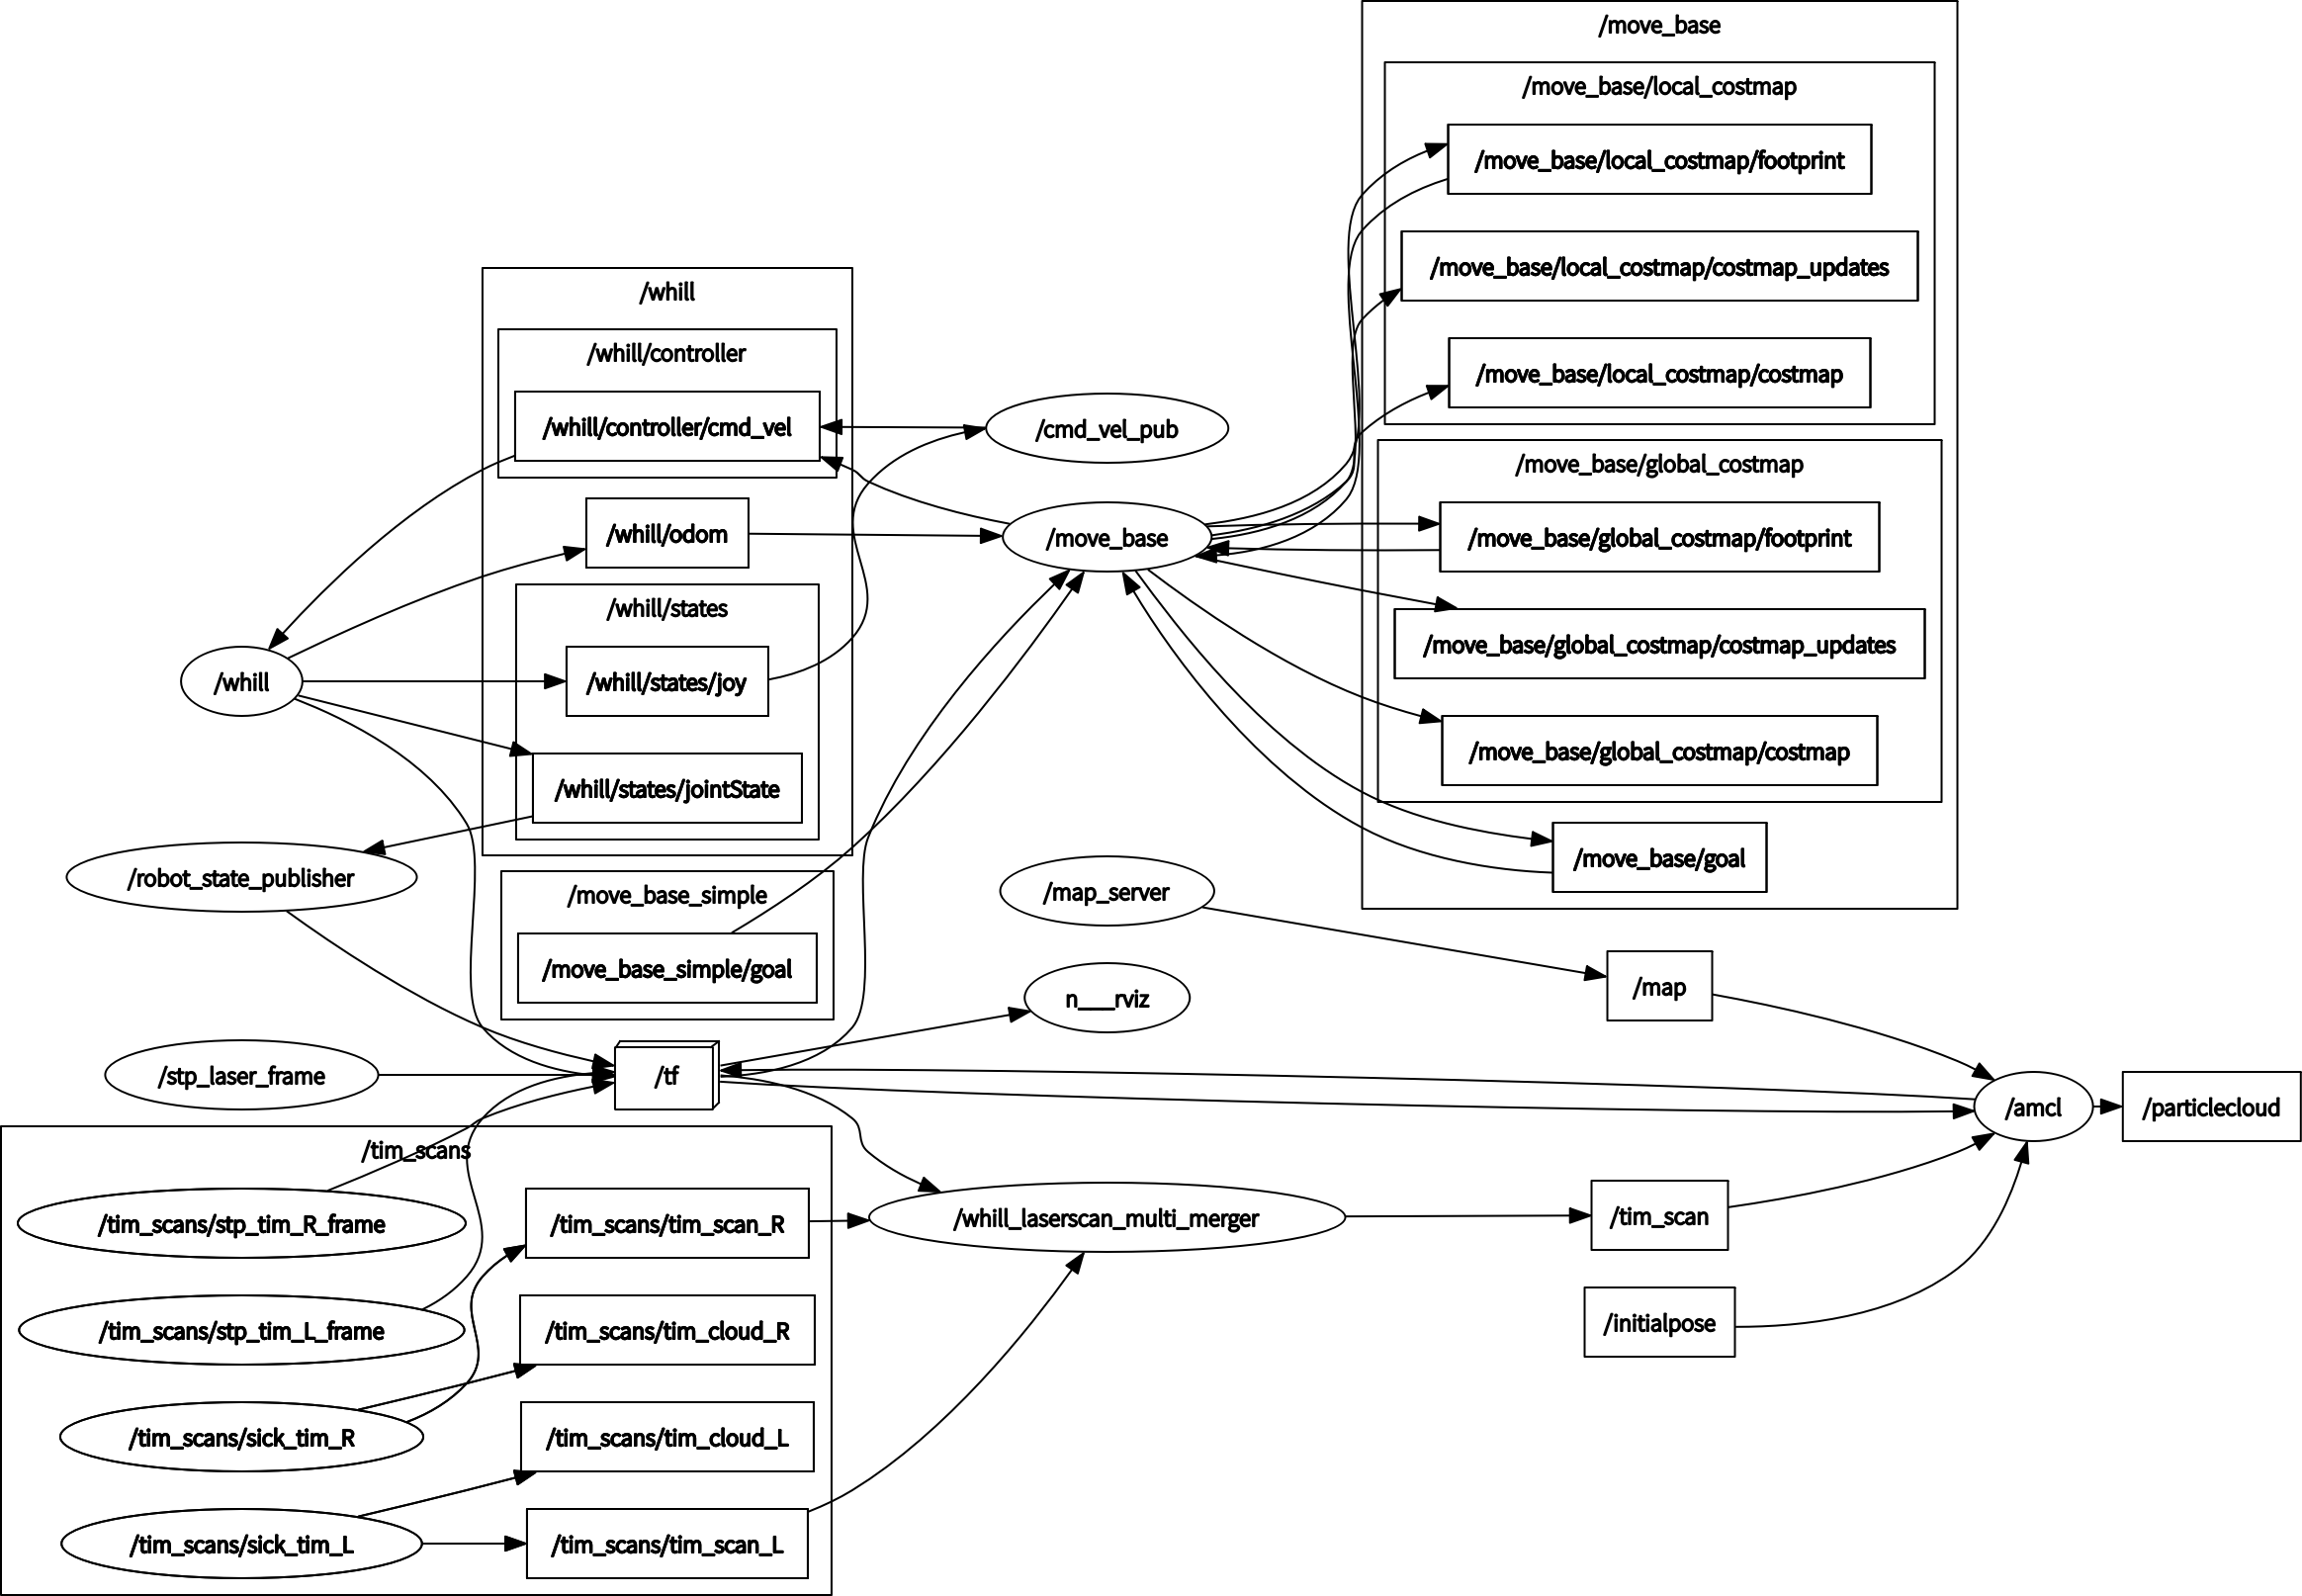 /move_base
/move_base/local_costmap
/move_base/local_costmap/footprint
/move_base/local_costmap/costmap_updates
/move_base/local_costmap/costmap
/whill
/whill/controller
/whill/controller/cmd_vel
/cmd_vel_pub
/move_base/global_costmap
/whill/odom
/move_base
/move_base/global_costmap/footprint
/whill/states
/move_base/global_costmap/costmap_updates
/whill
/whill/states/joy
/move_base/global_costmap/costmap
/whill/states/jointState
/move_base/goal
/robot_state_publisher
/move_base_simple
/map_server
/move_base_simple/goal
n___rviz
/map
/stp_laser_frame
/tf
/amcl
/particlecloud
/tim_scans
/tim_scans/stp_tim_R_frame
/tim_scans/tim_scan_R
/whill_laserscan_multi_merger
/tim_scan
/tim_scans/stp_tim_L_frame
/tim_scans/tim_cloud_R
/initialpose
/tim_scans/sick_tim_R
/tim_scans/tim_cloud_L
/tim_scans/sick_tim_L
/tim_scans/tim_scan_L